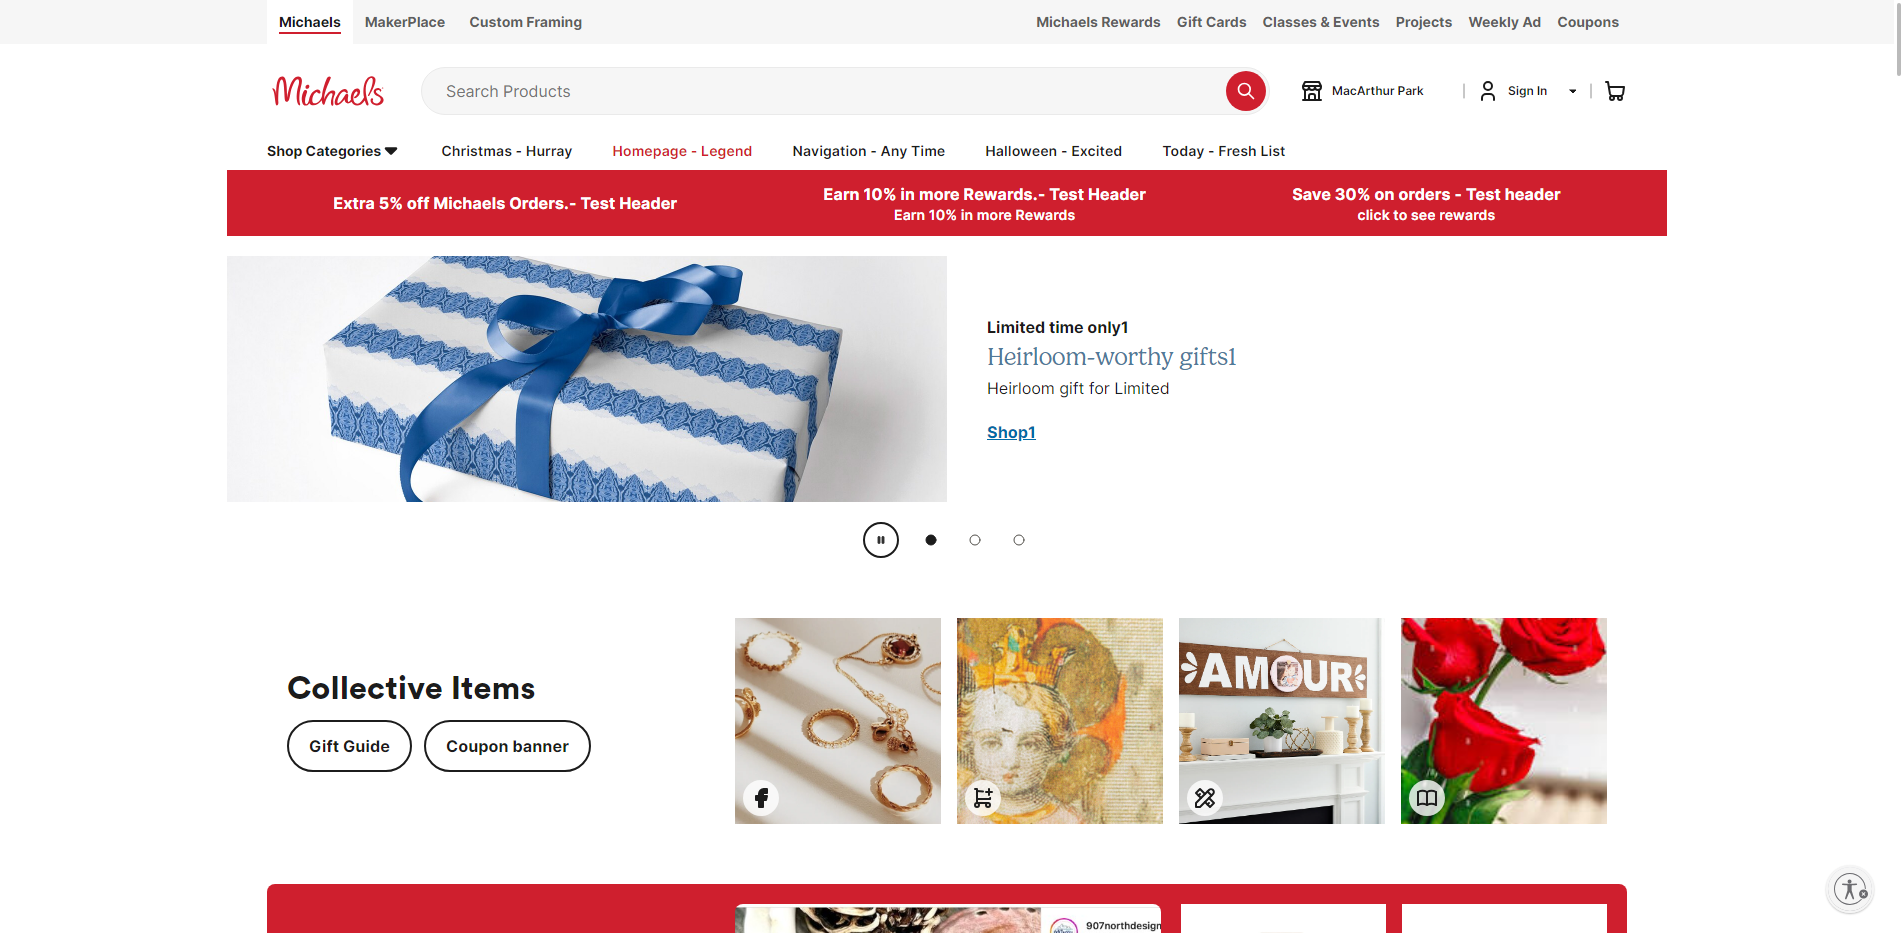 Michaels MakerPlace Custom Framing Michaels Rewards Gift Cards Classes & Events Projects Weekly Ad Coupons
Michaels Search Products MacArthur Park Sign In
Shop Categories Christmas - Hurray Homepage - Legend Navigation - Any Time Halloween - Excited Today - Fresh List
Extra 5% off Michaels Orders.- Test Header
Earn 10% in more Rewards.- Test Header
Earn 10% in more Rewards
Save 30% on orders - Test header
click to see rewards
Limited time only1
Heirloom-worthy gifts1
Heirloom gift for Limited
Shop1
Collective Items
Gift Guide Coupon banner
AMOUR
907northdesign